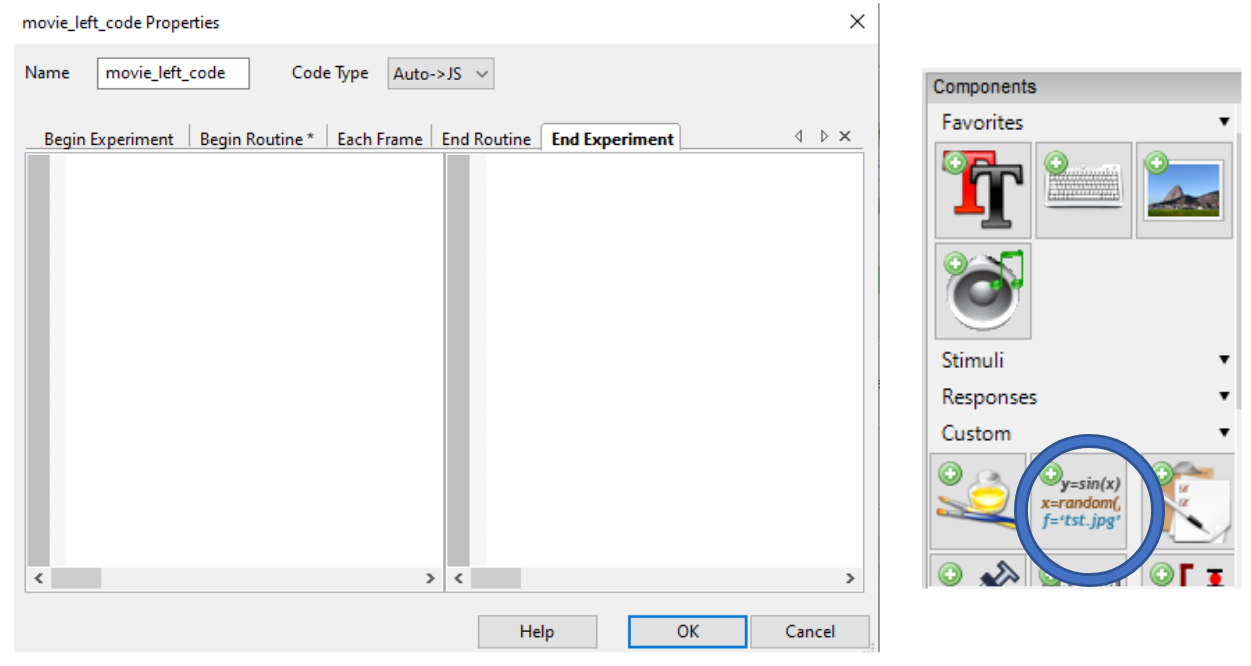 movie_left_code Properties
Name movie_left_code Code Type Auto->JS
Begin Experiment Begin Routine * Each Frame End Routine End Experiment
Help OK Cancel
Components
Favorites
Stimuli
Responses
Custom
y=sin(x)
x=random(,
f='tst.jpg'